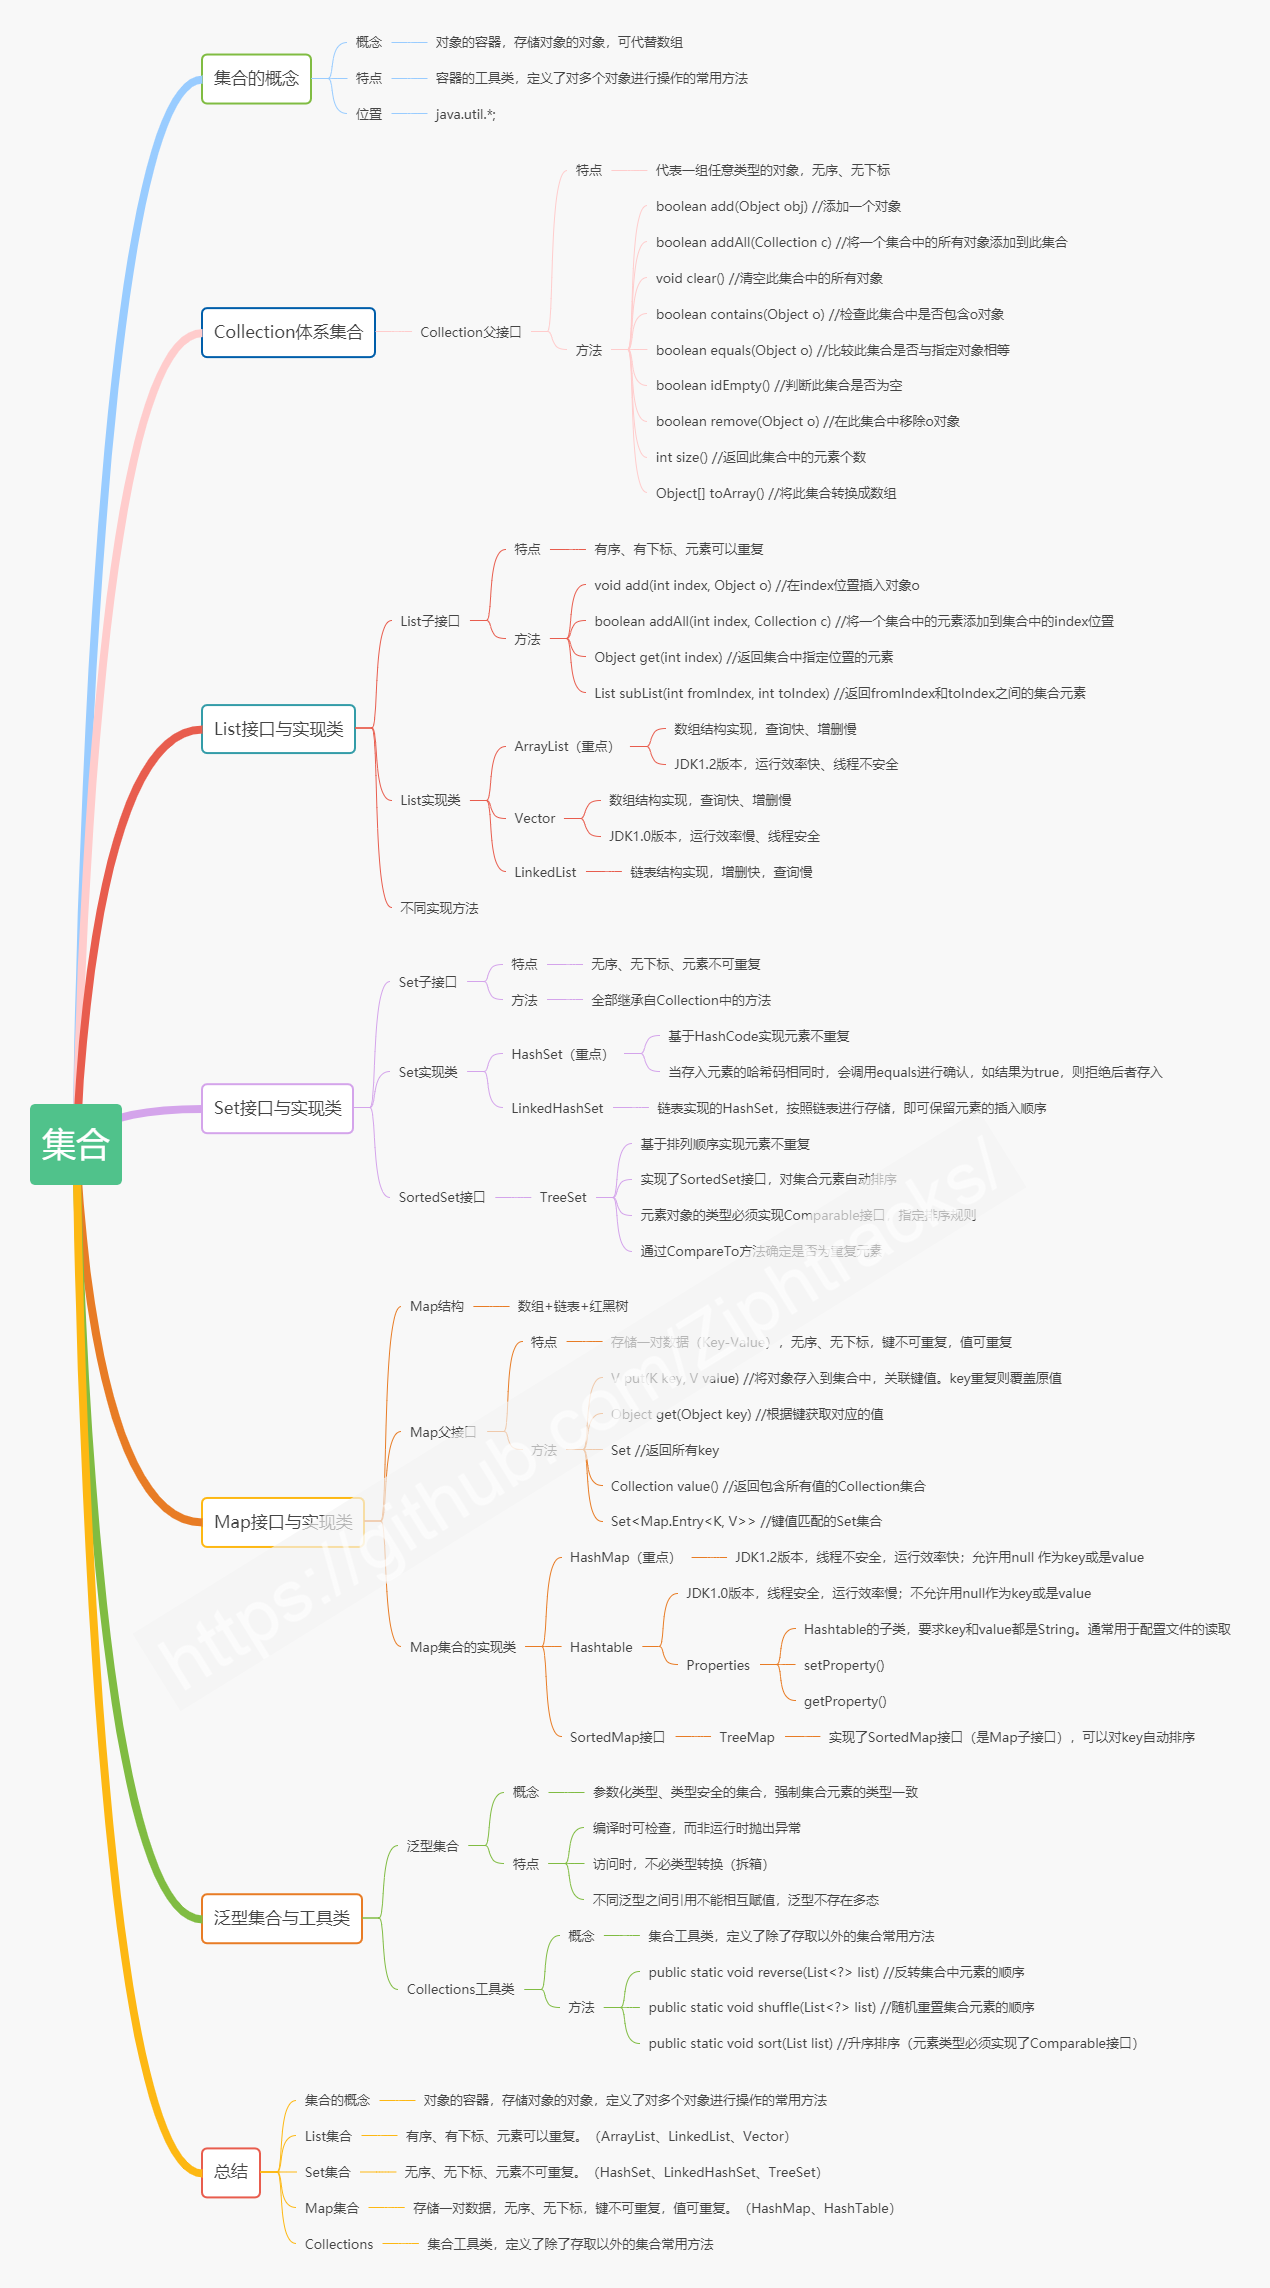 集合
集合的概念
概念
对象的容器，存储对象的对象，可代替数组
特点
容器的工具类，定义了对多个对象进行操作的常用方法
位置
java.util.*;
Collection体系集合
Collection父接口
特点
代表一组任意类型的对象，无序、无下标
方法
boolean add(Object obj) //添加一个对象
boolean addAll(Collection c) //将一个集合中的所有对象添加到此集合
void clear() //清空此集合中的所有对象
boolean contains(Object o) //检查此集合中是否包含o对象
boolean equals(Object o) //比较此集合是否与指定对象相等
boolean idEmpty() //判断此集合是否为空
boolean remove(Object o) //在此集合中移除o对象
int size() //返回此集合中的元素个数
Object[] toArray() //将此集合转换成数组
List接口与实现类
List子接口
特点
有序、有下标、元素可以重复
方法
void add(int index, Object o) //在index位置插入对象o
boolean addAll(int index, Collection c) //将一个集合中的元素添加到集合中的index位置
Object get(int index) //返回集合中指定位置的元素
List subList(int fromIndex, int toIndex) //返回fromIndex和toIndex之间的集合元素
List实现类
ArrayList（重点）
数组结构实现，查询快、增删慢
JDK1.2版本，运行效率快、线程不安全
Vector
数组结构实现，查询快、增删慢
JDK1.0版本，运行效率慢、线程安全
LinkedList
链表结构实现，增删快，查询慢
不同实现方法
Set接口与实现类
Set子接口
特点
无序、无下标、元素不可重复
方法
全部继承自Collection中的方法
Set实现类
HashSet（重点）
基于HashCode实现元素不重复
当存入元素的哈希码相同时，会调用equals进行确认，如结果为true，则拒绝后者存入
LinkedHashSet
链表实现的HashSet，按照链表进行存储，即可保留元素的插入顺序
SortedSet接口
TreeSet
基于排列顺序实现元素不重复
实现了SortedSet接口，对集合元素自动排序
元素对象的类型必须实现Comparable接口，指定排序规则
通过CompareTo方法确定是否为重复元素
Map接口与实现类
Map结构
数组+链表+红黑树
Map父接口
特点
存储一对数据（Key-Value），无序、无下标，键不可重复，值可重复
方法
V put(K key, V value) //将对象存入到集合中，关联键值。key重复则覆盖原值
Object get(Object key) //根据键获取对应的值
Set //返回所有key
Collection value() //返回包含所有值的Collection集合
Set<Map.Entry<K, V>> //键值匹配的Set集合
Map集合的实现类
HashMap（重点）
JDK1.2版本，线程不安全，运行效率快；允许用null 作为key或是value
Hashtable
JDK1.0版本，线程安全，运行效率慢；不允许用null作为key或是value
Properties
Hashtable的子类，要求key和value都是String。通常用于配置文件的读取
setProperty()
getProperty()
SortedMap接口
TreeMap
实现了SortedMap接口（是Map子接口），可以对key自动排序
泛型集合与工具类
泛型集合
概念
参数化类型、类型安全的集合，强制集合元素的类型一致
特点
编译时可检查，而非运行时抛出异常
访问时，不必类型转换（拆箱）
不同泛型之间引用不能相互赋值，泛型不存在多态
Collections工具类
概念
集合工具类，定义了除了存取以外的集合常用方法
方法
public static void reverse(List<?> list) //反转集合中元素的顺序
public static void shuffle(List<?> list) //随机重置集合元素的顺序
public static void sort(List list) //升序排序（元素类型必须实现了Comparable接口）
总结
集合的概念
对象的容器，存储对象的对象，定义了对多个对象进行操作的常用方法
List集合
有序、有下标、元素可以重复。（ArrayList、LinkedList、Vector）
Set集合
无序、无下标、元素不可重复。（HashSet、LinkedHashSet、TreeSet）
Map集合
存储一对数据，无序、无下标，键不可重复，值可重复。（HashMap、HashTable）
Collections
集合工具类，定义了除了存取以外的集合常用方法
https://github.com/Ziphtracks/